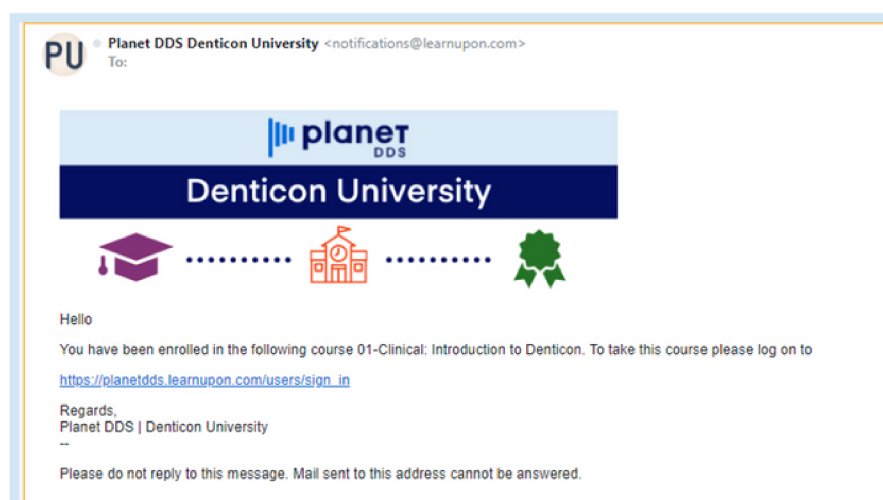 PU Planet DDS Denticon University <notifications@learnupon.com>
To:
planet
DDS
Denticon University
Hello
You have been enrolled in the following course 01-Clinical: Introduction to Denticon. To take this course please log on to
https://planetdds.learnupon.com/users/sign_in
Regards,
Planet DDS | Denticon University
--
Please do not reply to this message. Mail sent to this address cannot be answered.